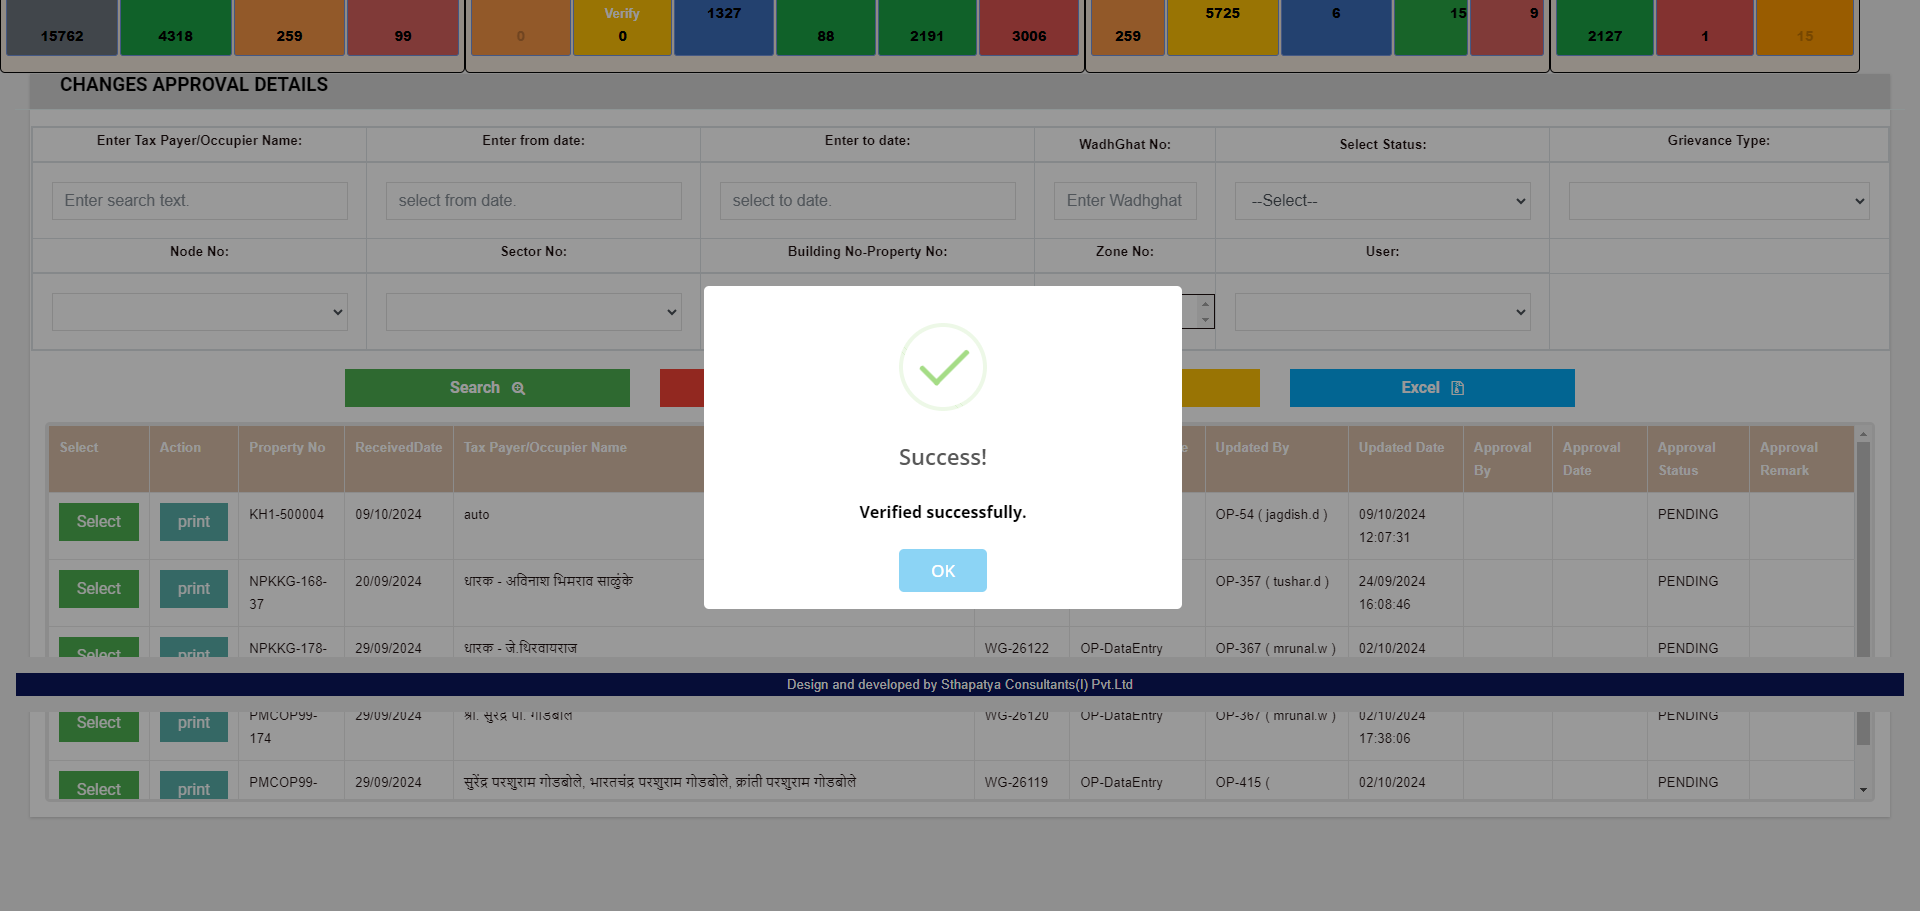 Verify
1327
5725
6
15
9
15762
4318
259
99
0
0
88
2191
3006
259
2127
1
15
CHANGES APPROVAL DETAILS
Enter Tax Payer/Occupier Name:
Enter from date:
Enter to date:
WadhGhat No:
Select Status:
Grievance Type:
Enter search text.
select from date.
select to date.
Enter Wadhghat
--Select--
Node No:
Sector No:
Building No-Property No:
Zone No:
User:
Search
Excel
Success!
Verified successfully.
OK
Select
Action
Property No
ReceivedDate
Tax Payer/Occupier Name
Updated By
Updated Date
Approval
By
Approval
Date
Approval
Status
Approval
Remark
Select
print
KH1-500004
09/10/2024
auto
OP-54 ( jagdish.d )
09/10/2024
12:07:31
PENDING
Select
print
NPKKG-168-
37
20/09/2024
धारक - अविनाश भिमराव साळुंके
OP-357 ( tushar.d )
24/09/2024
16:08:46
PENDING
Select
print
NPKKG-178-
29/09/2024
धारक - जे.थिरवायराज
WG-26122
OP-DataEntry
OP-367 ( mrunal.w )
02/10/2024
PENDING
Design and developed by Sthapatya Consultants(I) Pvt.Ltd
Select
print
PMCOP99-
174
29/09/2024
श्री. सुरेंद्र पी. गोडबोले
WG-26120
OP-DataEntry
OP-367 ( mrunal.w )
02/10/2024
17:38:06
PENDING
Select
print
PMCOP99-
29/09/2024
सुरेंद्र परशुराम गोडबोले, भारतचंद्र परशुराम गोडबोले, क्रांती परशुराम गोडबोले
WG-26119
OP-DataEntry
OP-415 (
02/10/2024
PENDING